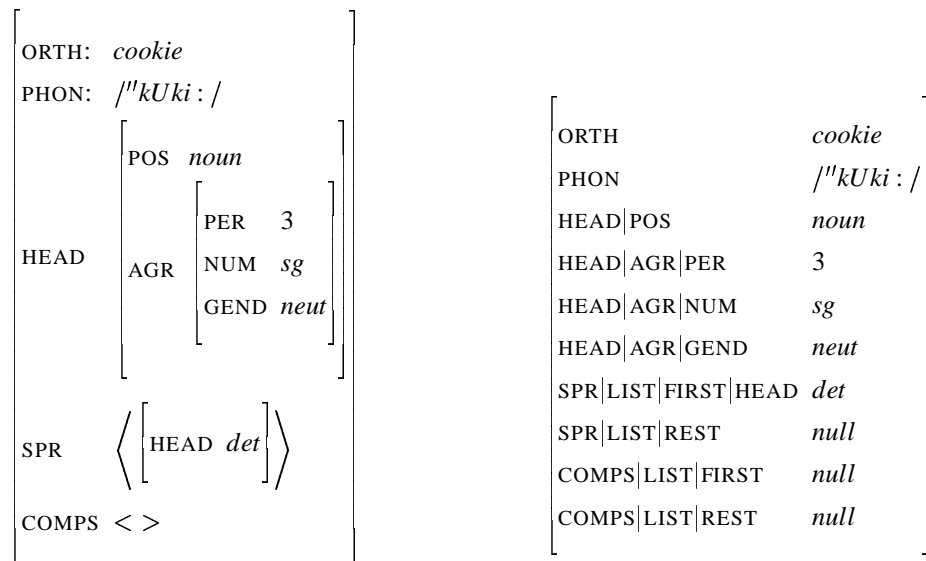 ORTH: cookie
PHON: /"kUki : /
HEAD
POS noun
AGR
PER 3
NUM sg
GEND neut
SPR
HEAD det
COMPS < >
ORTH cookie
PHON /"kUki : /
HEAD|POS noun
HEAD|AGR|PER 3
HEAD|AGR|NUM sg
HEAD|AGR|GEND neut
SPR|LIST|FIRST|HEAD det
SPR|LIST|REST null
COMPS|LIST|FIRST null
COMPS|LIST|REST null